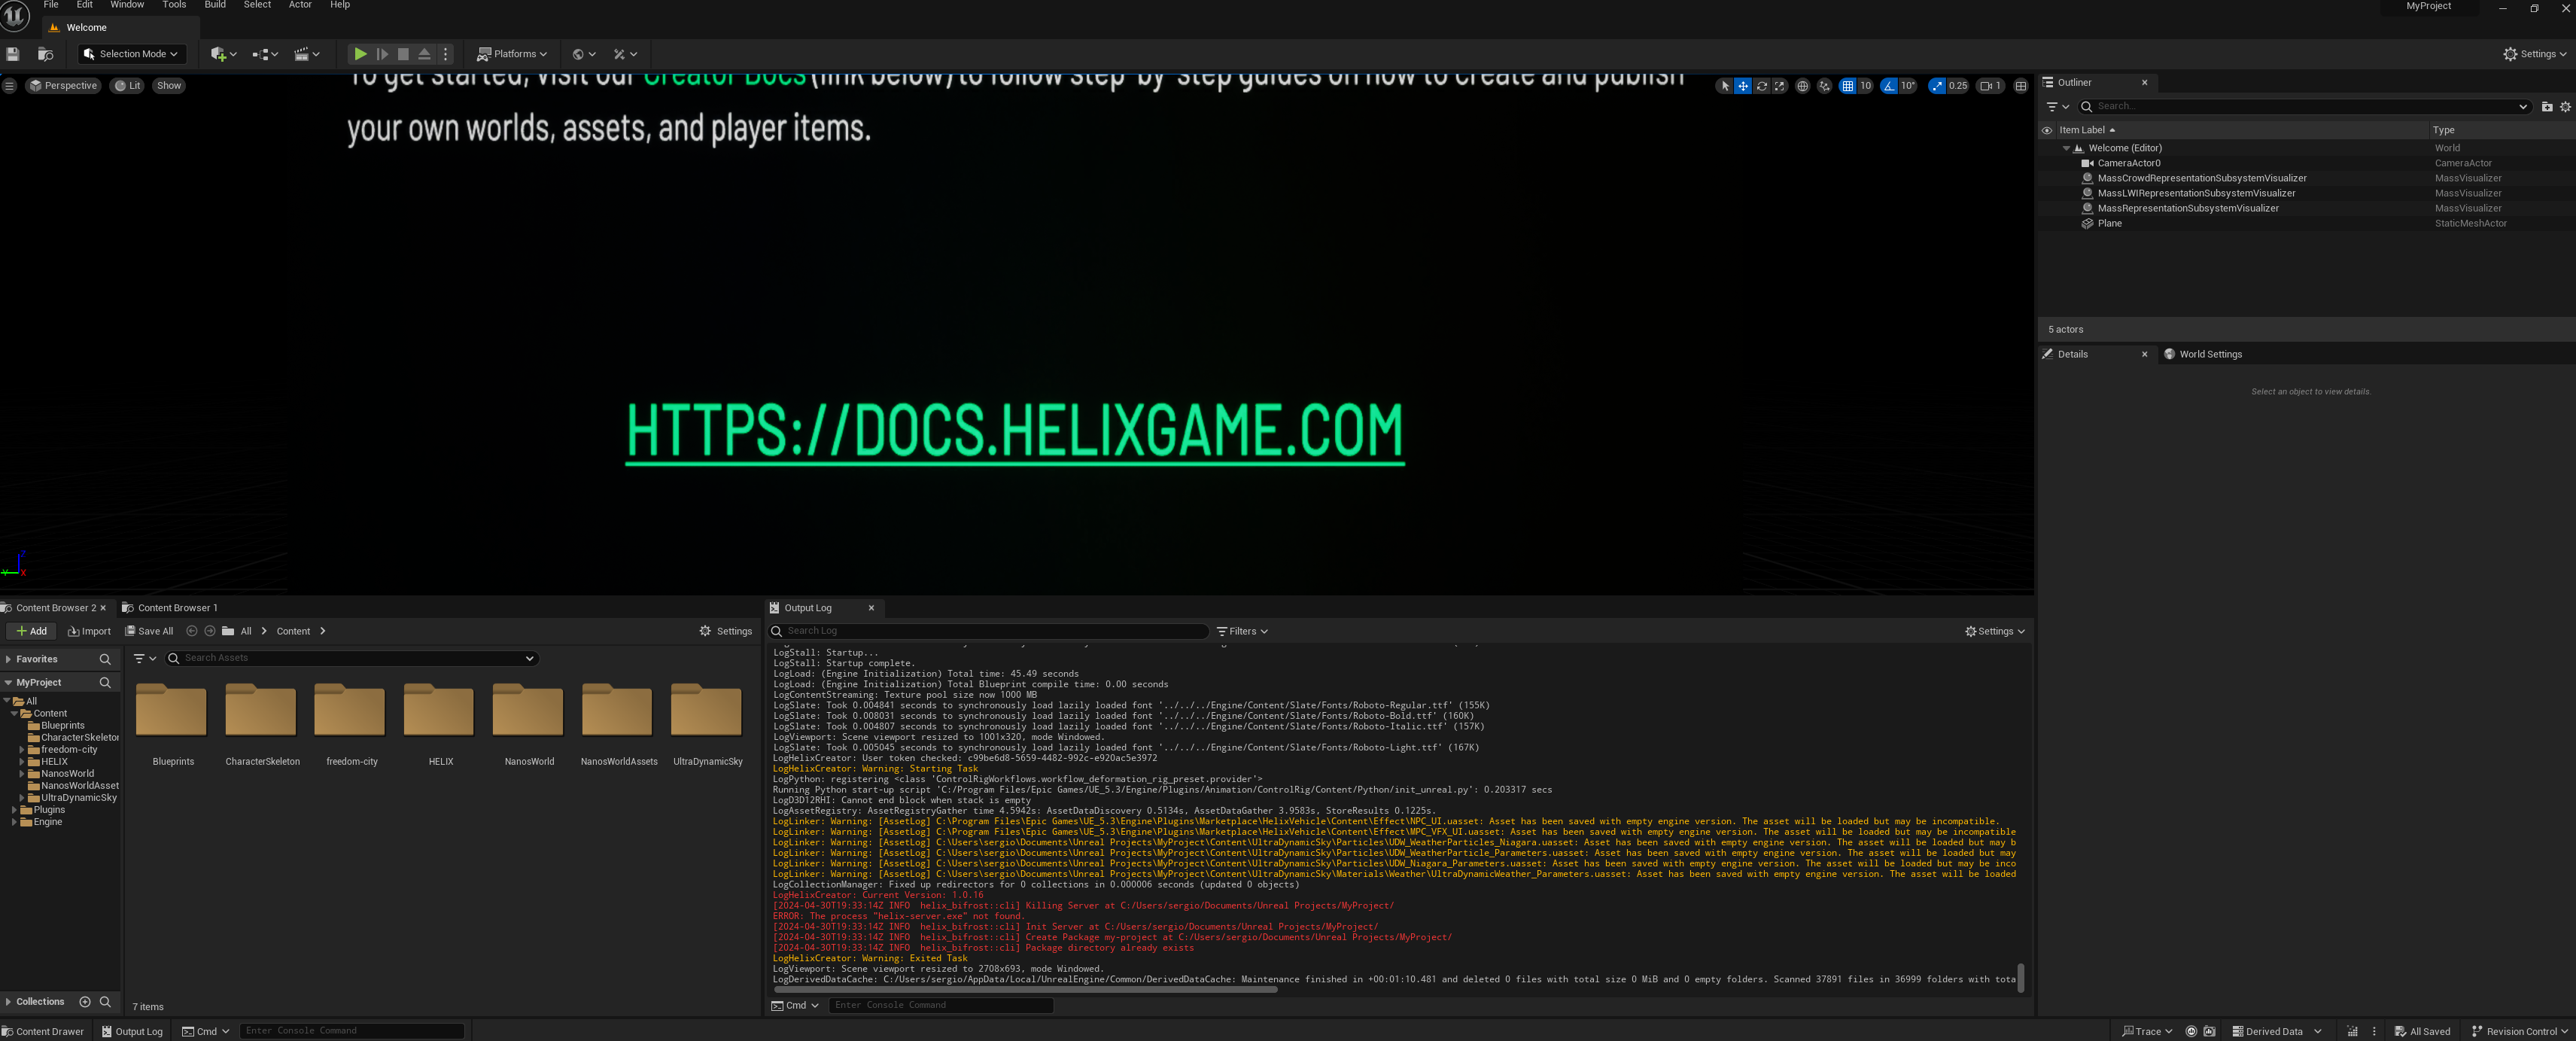 File Edit Window Tools Build Select Actor Help
MyProject
Welcome
Selection Mode
Platforms
Settings
Perspective Lit Show
10 10° 0.25 1
To get started, visit our Creator Docs (link below) to follow step-by-step guides on how to create and publish
your own worlds, assets, and player items.
HTTPS://DOCS.HELIXGAME.COM
Z
Y X
Outliner
Search...
Item Label Type
Welcome (Editor) World
CameraActor0 CameraActor
MassCrowdRepresentationSubsystemVisualizer MassVisualizer
MassLWIRepresentationSubsystemVisualizer MassVisualizer
MassRepresentationSubsystemVisualizer MassVisualizer
Plane StaticMeshActor
5 actors
Details World Settings
Select an object to view details.
Content Browser 2 Content Browser 1
Add Import Save All All Content Settings
Favorites
Search Assets
MyProject
All
Content
Blueprints
CharacterSkeleton
freedom-city
HELIX
NanosWorld
NanosWorldAsset
UltraDynamicSky
Plugins
Engine
Blueprints CharacterSkeleton freedom-city HELIX NanosWorld NanosWorldAssets UltraDynamicSky
Collections
7 items
Output Log
Search Log Filters Settings
LogStall: Startup...
LogStall: Startup complete.
LogLoad: (Engine Initialization) Total time: 45.49 seconds
LogLoad: (Engine Initialization) Total Blueprint compile time: 0.00 seconds
LogContentStreaming: Texture pool size now 1000 MB
LogSlate: Took 0.004841 seconds to synchronously load lazily loaded font '../../../Engine/Content/Slate/Fonts/Roboto-Regular.ttf' (155K)
LogSlate: Took 0.008031 seconds to synchronously load lazily loaded font '../../../Engine/Content/Slate/Fonts/Roboto-Bold.ttf' (160K)
LogSlate: Took 0.004807 seconds to synchronously load lazily loaded font '../../../Engine/Content/Slate/Fonts/Roboto-Italic.ttf' (157K)
LogViewport: Scene viewport resized to 1001x320, mode Windowed.
LogSlate: Took 0.005045 seconds to synchronously load lazily loaded font '../../../Engine/Content/Slate/Fonts/Roboto-Light.ttf' (167K)
LogHelixCreator: User token checked: c99be6d8-5659-4482-992c-e920ac5e3972
LogHelixCreator: Warning: Starting Task
LogPython: registering <class 'ControlRigWorkflows.workflow_deformation_rig_preset.provider'>
Running Python start-up script 'C:/Program Files/Epic Games/UE_5.3/Engine/Plugins/Animation/ControlRig/Content/Python/init_unreal.py': 0.203317 secs
LogD3D12RHI: Cannot end block when stack is empty
LogAssetRegistry: AssetRegistryGather time 4.5942s: AssetDataDiscovery 0.5134s, AssetDataGather 3.9583s, StoreResults 0.1225s.
LogLinker: Warning: [AssetLog] C:\Program Files\Epic Games\UE_5.3\Engine\Plugins\Marketplace\HelixVehicle\Content\Effect\NPC_UI.uasset: Asset has been saved with empty engine version. The asset will be loaded but may be incompatible.
LogLinker: Warning: [AssetLog] C:\Program Files\Epic Games\UE_5.3\Engine\Plugins\Marketplace\HelixVehicle\Content\Effect\MPC_VFX_UI.uasset: Asset has been saved with empty engine version. The asset will be loaded but may be incompatible
LogLinker: Warning: [AssetLog] C:\Users\sergio\Documents\Unreal Projects\MyProject\Content\UltraDynamicSky\Particles\UDW_WeatherParticles_Niagara.uasset: Asset has been saved with empty engine version. The asset will be loaded but may b
LogLinker: Warning: [AssetLog] C:\Users\sergio\Documents\Unreal Projects\MyProject\Content\UltraDynamicSky\Particles\UDW_WeatherParticle_Parameters.uasset: Asset has been saved with empty engine version. The asset will be loaded but may
LogLinker: Warning: [AssetLog] C:\Users\sergio\Documents\Unreal Projects\MyProject\Content\UltraDynamicSky\Particles\UDW_Niagara_Parameters.uasset: Asset has been saved with empty engine version. The asset will be loaded but may be inco
LogLinker: Warning: [AssetLog] C:\Users\sergio\Documents\Unreal Projects\MyProject\Content\UltraDynamicSky\Materials\Weather\UltraDynamicWeather_Parameters.uasset: Asset has been saved with empty engine version. The asset will be loaded
LogCollectionManager: Fixed up redirectors for 0 collections in 0.000006 seconds (updated 0 objects)
LogHelixCreator: Current Version: 1.0.16
[2024-04-30T19:33:14Z INFO helix_bifrost::cli] Killing Server at C:/Users/sergio/Documents/Unreal Projects/MyProject/
ERROR: The process "helix-server.exe" not found.
[2024-04-30T19:33:14Z INFO helix_bifrost::cli] Init Server at C:/Users/sergio/Documents/Unreal Projects/MyProject/
[2024-04-30T19:33:14Z INFO helix_bifrost::cli] Create Package my-project at C:/Users/sergio/Documents/Unreal Projects/MyProject/
[2024-04-30T19:33:14Z INFO helix_bifrost::cli] Package directory already exists
LogHelixCreator: Warning: Exited Task
LogViewport: Scene viewport resized to 2708x693, mode Windowed.
LogDerivedDataCache: C:/Users/sergio/AppData/Local/UnrealEngine/Common/DerivedDataCache: Maintenance finished in +00:01:10.481 and deleted 0 files with total size 0 MiB and 0 empty folders. Scanned 37891 files in 36999 folders with tota
Cmd Enter Console Command
Content Drawer Output Log Cmd Enter Console Command
Trace Derived Data All Saved Revision Control